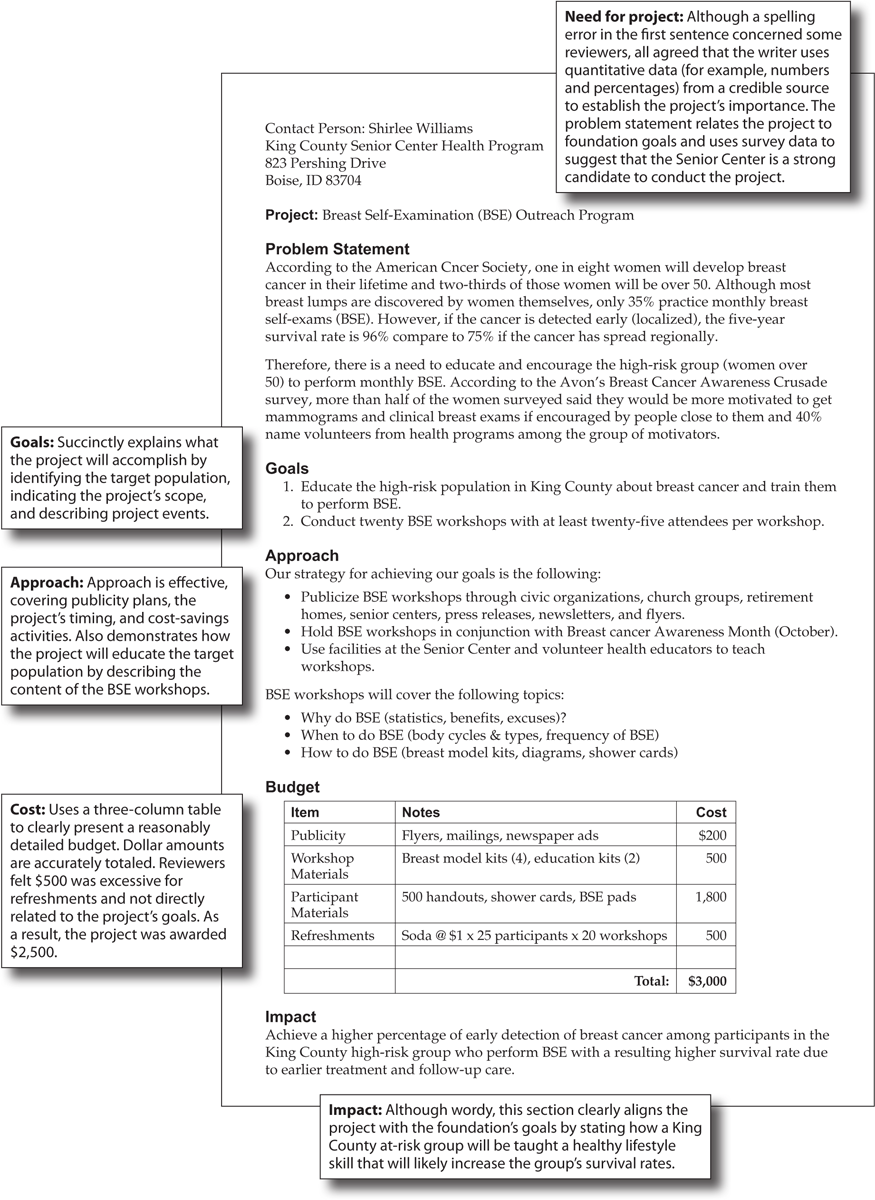 Need for project: Although a spelling
error in the first sentence concerned some
reviewers, all agreed that the writer uses
quantitative data (for example, numbers
and percentages) from a credible source
to establish the project's importance. The
problem statement relates the project to
foundation goals and uses survey data to
suggest that the Senior Center is a strong
candidate to conduct the project.
Contact Person: Shirlee Williams
King County Senior Center Health Program
823 Pershing Drive
Boise, ID 83704
Project: Breast Self-Examination (BSE) Outreach Program
Problem Statement
According to the American Cncer Society, one in eight women will develop breast
cancer in their lifetime and two-thirds of those women will be over 50. Although most
breast lumps are discovered by women themselves, only 35% practice monthly breast
self-exams (BSE). However, if the cancer is detected early (localized), the five-year
survival rate is 96% compare to 75% if the cancer has spread regionally.
Therefore, there is a need to educate and encourage the high-risk group (women over
50) to perform monthly BSE. According to the Avon's Breast Cancer Awareness Crusade
survey, more than half of the women surveyed said they would be more motivated to get
mammograms and clinical breast exams if encouraged by people close to them and 40%
name volunteers from health programs among the group of motivators.
Goals: Succinctly explains what
the project will accomplish by
identifying the target population,
indicating the project's scope,
and describing project events.
Goals
1. Educate the high-risk population in King County about breast cancer and train them
to perform BSE.
2. Conduct twenty BSE workshops with at least twenty-five attendees per workshop.
Approach: Approach is effective,
covering publicity plans, the
project's timing, and cost-savings
activities. Also demonstrates how
the project will educate the target
population by describing the
content of the BSE workshops.
Approach
Our strategy for achieving our goals is the following:
• Publicize BSE workshops through civic organizations, church groups, retirement
homes, senior centers, press releases, newsletters, and flyers.
• Hold BSE workshops in conjunction with Breast cancer Awareness Month (October).
• Use facilities at the Senior Center and volunteer health educators to teach
workshops.
BSE workshops will cover the following topics:
• Why do BSE (statistics, benefits, excuses)?
• When to do BSE (body cycles & types, frequency of BSE)
• How to do BSE (breast model kits, diagrams, shower cards)
Cost: Uses a three-column table
to clearly present a reasonably
detailed budget. Dollar amounts
are accurately totaled. Reviewers
felt $500 was excessive for
refreshments and not directly
related to the project's goals. As
a result, the project was awarded
$2,500.
Budget
Item Notes Cost
Publicity Flyers, mailings, newspaper ads $200
Workshop Breast model kits (4), education kits (2) 500
Materials
Participant 500 handouts, shower cards, BSE pads 1,800
Materials
Refreshments Soda @ $1 x 25 participants x 20 workshops 500
Total: $3,000
Impact
Achieve a higher percentage of early detection of breast cancer among participants in the
King County high-risk group who perform BSE with a resulting higher survival rate due
to earlier treatment and follow-up care.
Impact: Although wordy, this section clearly aligns the
project with the foundation's goals by stating how a King
County at-risk group will be taught a healthy lifestyle
skill that will likely increase the group's survival rates.